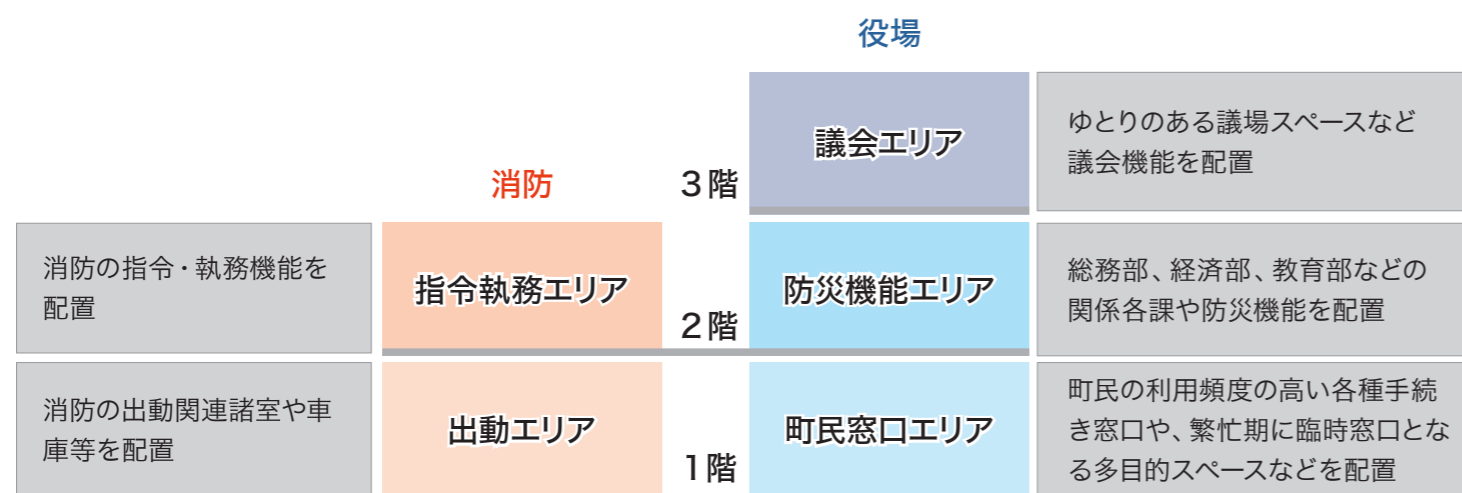 役場
議会エリア
ゆとりのある議場スペースなど
議会機能を配置
消防
3階
消防の指令・執務機能を
配置
指令執務エリア
2階
防災機能エリア
総務部、経済部、教育部などの
関係各課や防災機能を配置
消防の出動関連諸室や車
庫等を配置
出動エリア
1階
町民窓口エリア
町民の利用頻度の高い各種手続
き窓口や、繁忙期に臨時窓口とな
る多目的スペースなどを配置